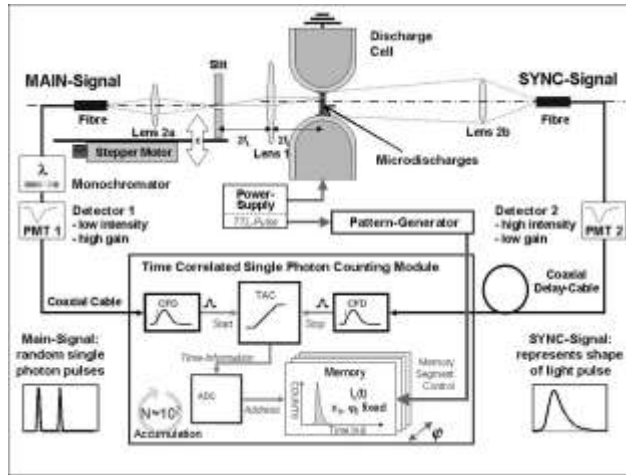 Discharge
Cell
Slit
MAIN-Signal
SYNC-Signal
Fibre
Lens 2a
Lens 1
Lens 2b
Fibre
Stepper Motor
Microdischarges
λ
Monochromator
Power-
Supply
TTL-Pulse
Pattern-Generator
PMT 1
Detector 1
- low intensity
- high gain
Detector 2
- high intensity
- low gain
PMT 2
Time Correlated Single Photon Counting Module
Coaxial Cable
CFD
Start
TAC
Stop
CFD
Coaxial
Delay-Cable
Main-Signal:
random single
photon pulses
Time-Information
ADC
Address
Accumulation
Memory
COUNTS
Memory
Segment
Control
φ
SYNC-Signal:
represents shape
of light pulse